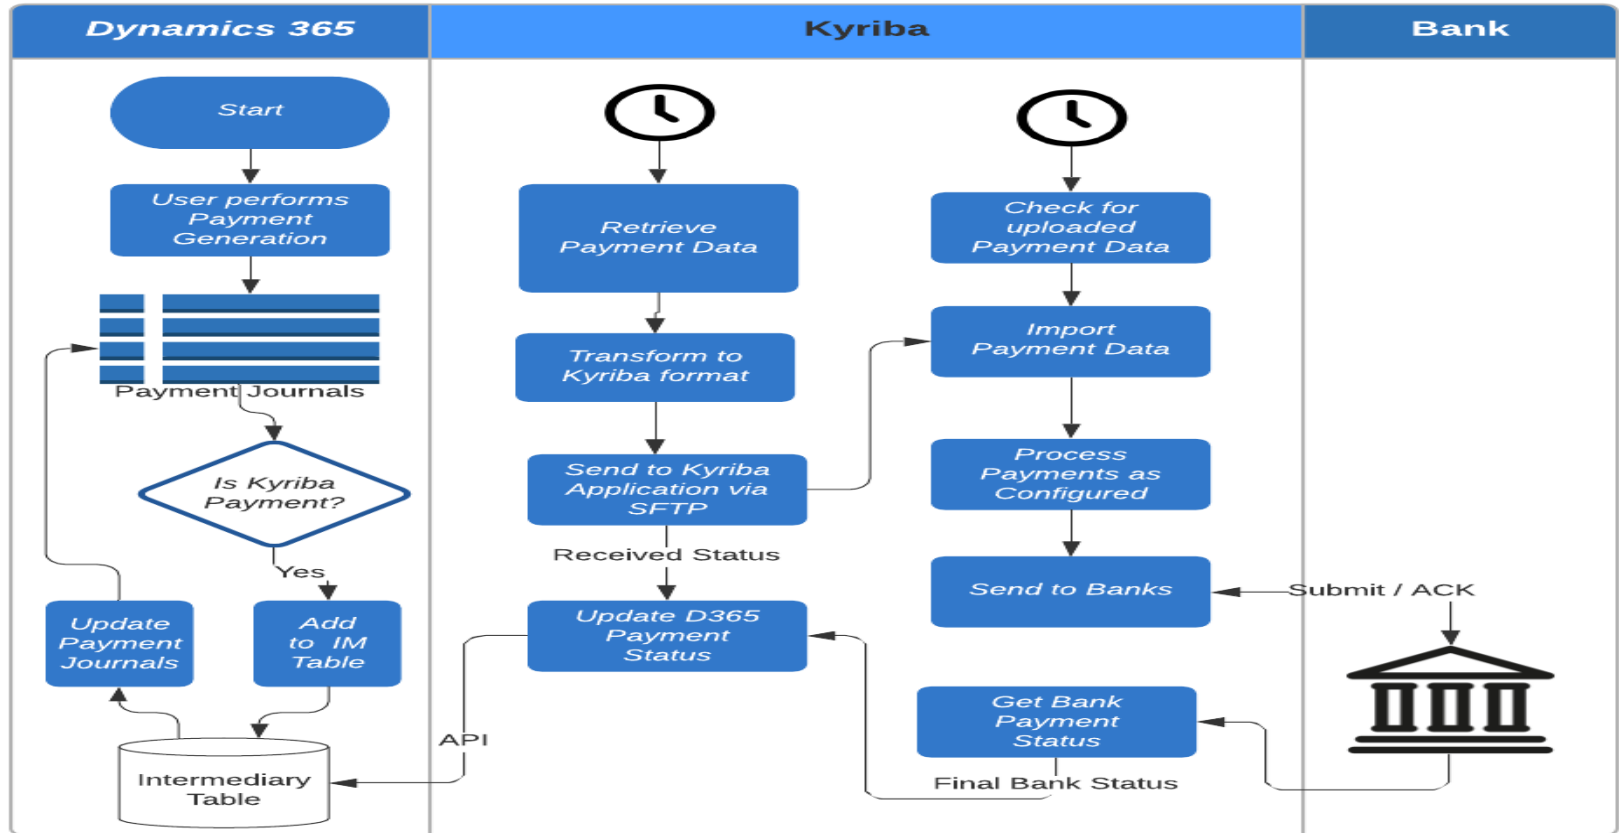 Dynamics 365
Kyriba
Bank
Start
User performs
Payment
Generation
Payment Journals
Is Kyriba
Payment?
Yes
Update
Payment
Journals
Add
to IM
Table
Intermediary
Table
API
Retrieve
Payment Data
Transform to
Kyriba format
Send to Kyriba
Application via
SFTP
Received Status
Update D365
Payment
Status
Check for
uploaded
Payment Data
Import
Payment Data
Process
Payments as
Configured
Send to Banks
Submit / ACK
Get Bank
Payment
Status
Final Bank Status